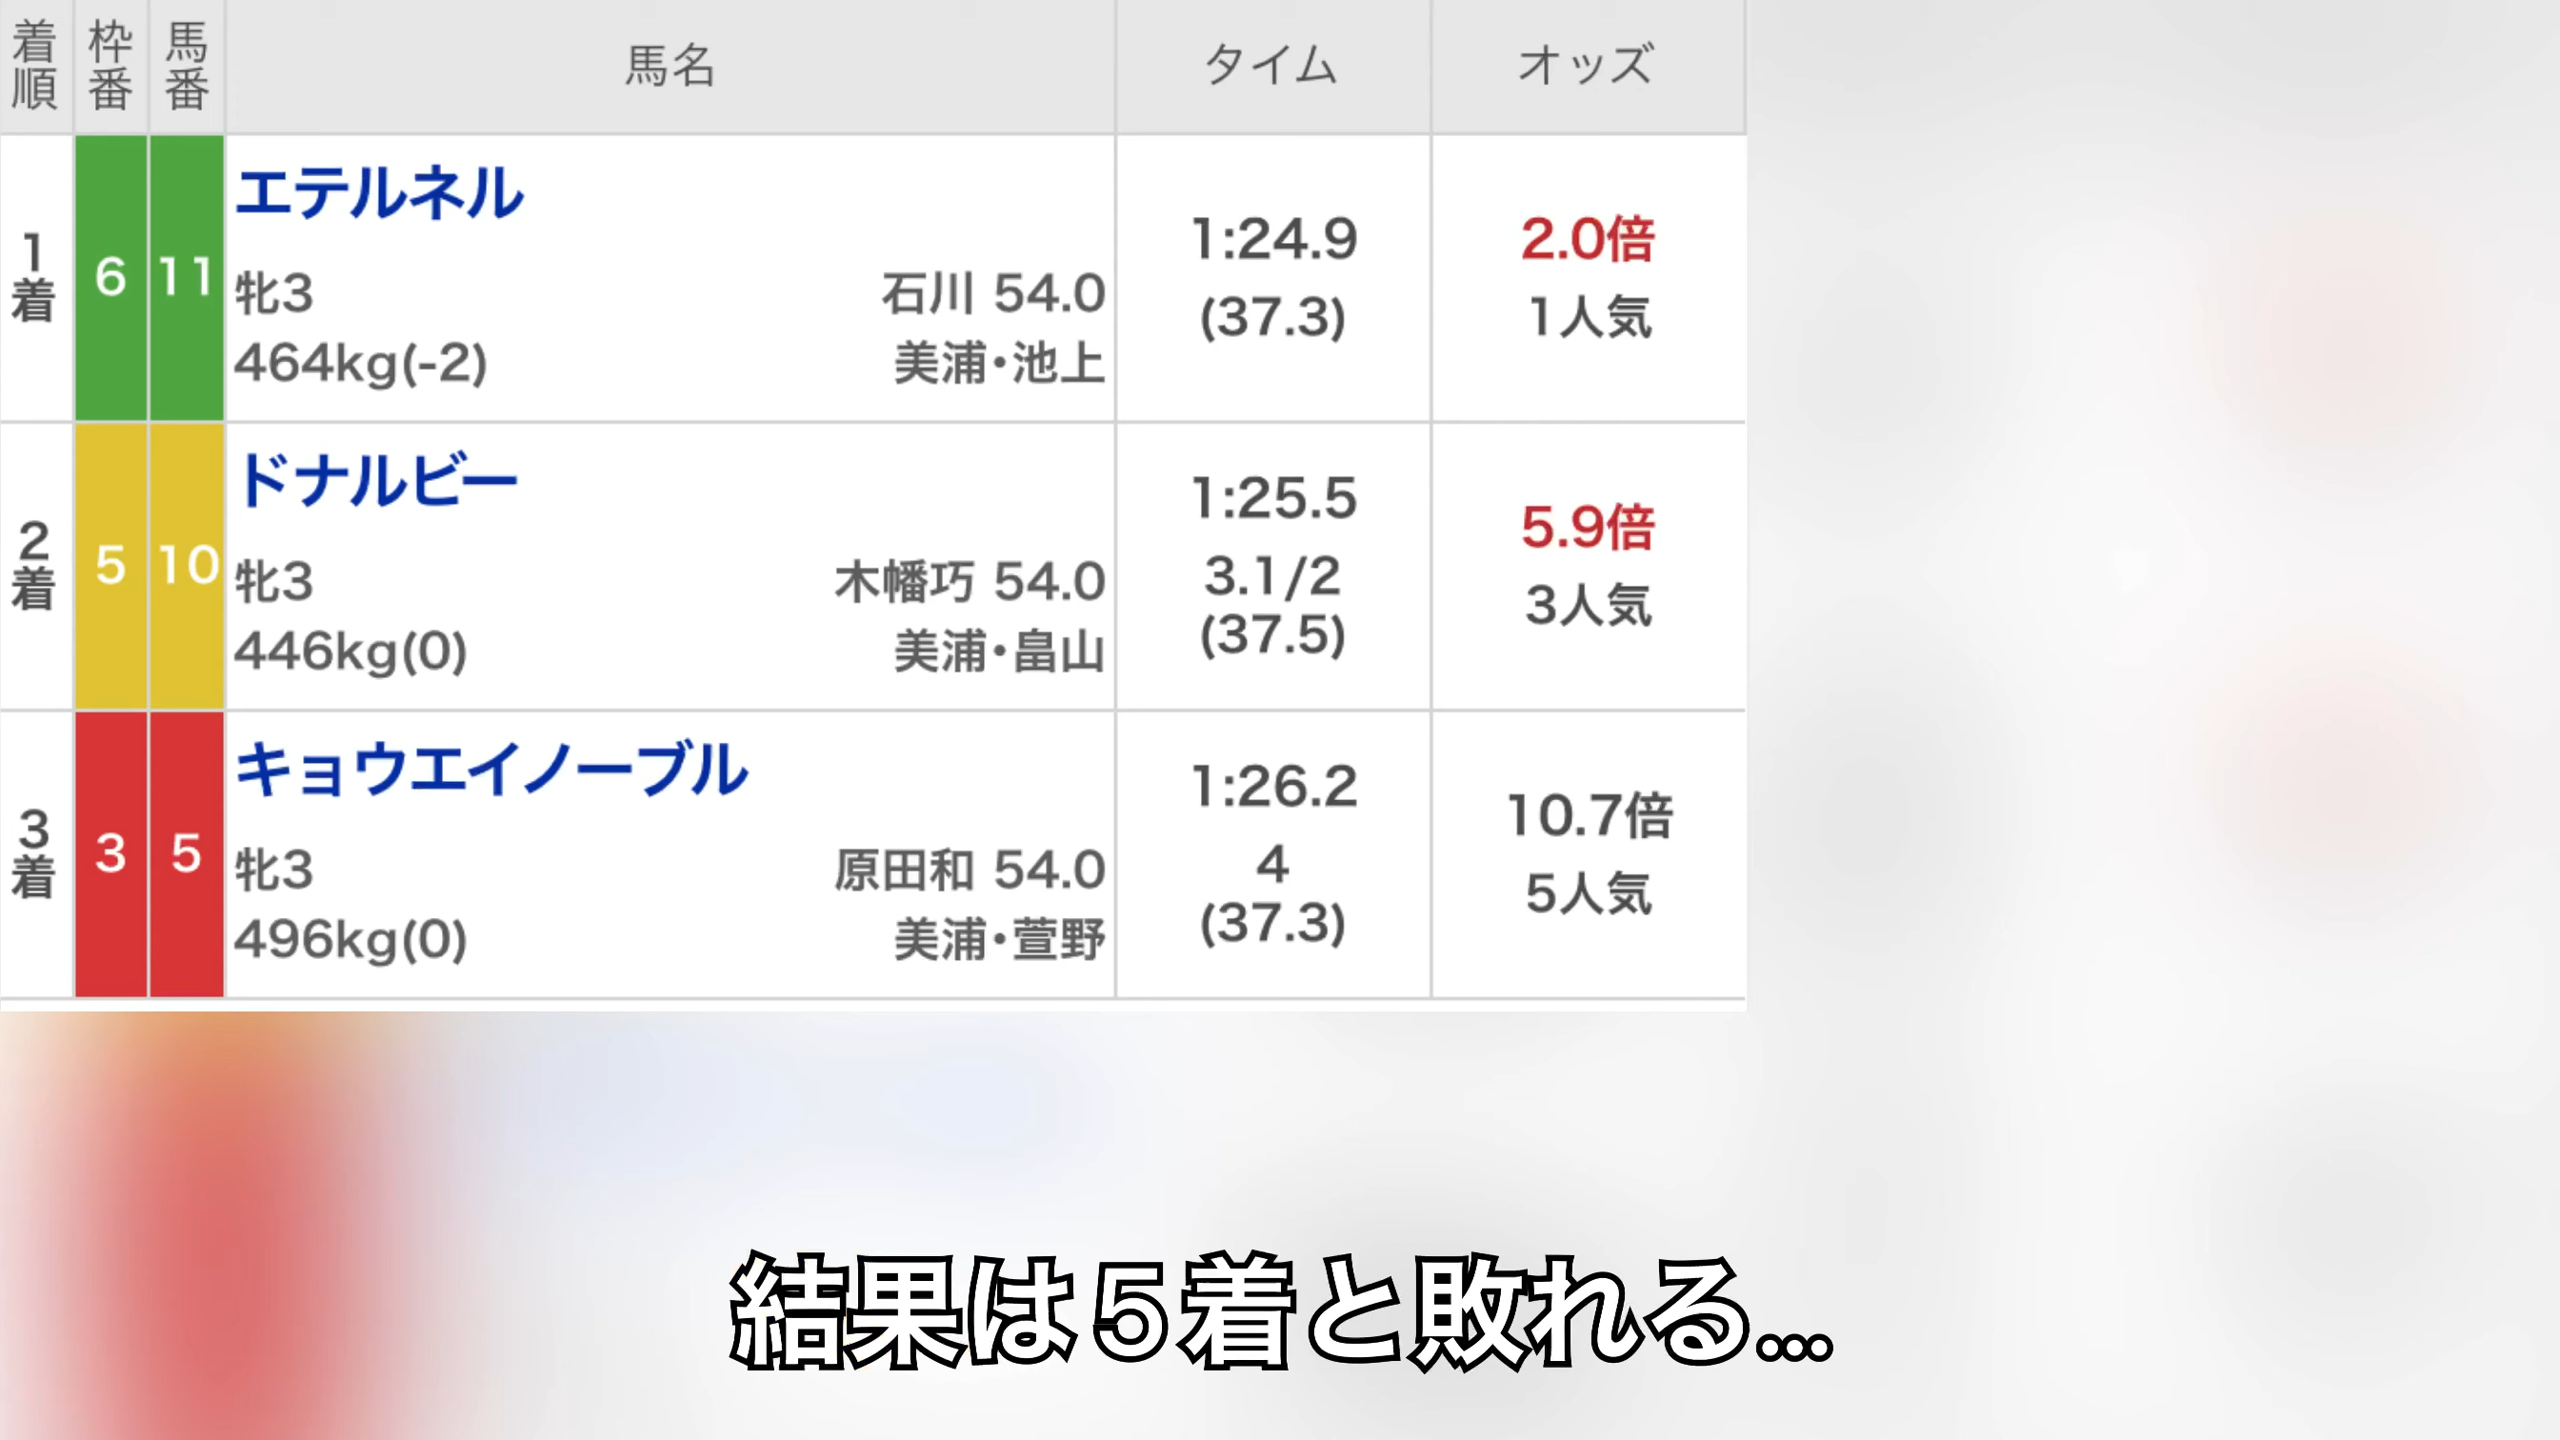 着順 枠番 馬番 馬名 タイム オッズ
1着 6 11 エテルネル 1:24.9 2.0倍
牝3 石川 54.0 (37.3) 1人気
464kg(-2) 美浦・池上
2着 5 10 ドナルビー 1:25.5 5.9倍
牝3 木幡巧 54.0 3.1/2 3人気
446kg(0) 美浦・畠山 (37.5)
3着 3 5 キョウエイノーブル 1:26.2 10.7倍
牝3 原田和 54.0 4 5人気
496kg(0) 美浦・萱野 (37.3)
結果は5着と敗れる...